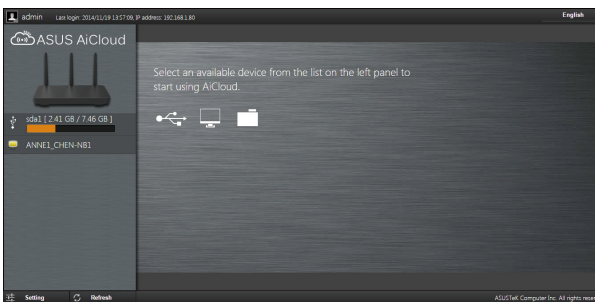 admin Last login: 2014/11/19 13:57:09, IP address: 192.168.1.80 English
ASUS AiCloud
Select an available device from the list on the left panel to
start using AiCloud.
sda1 [ 2.41 GB / 7.46 GB ]
ANNE1_CHEN-NB1
Setting Refresh ASUSTeK Computer Inc. All rights rese